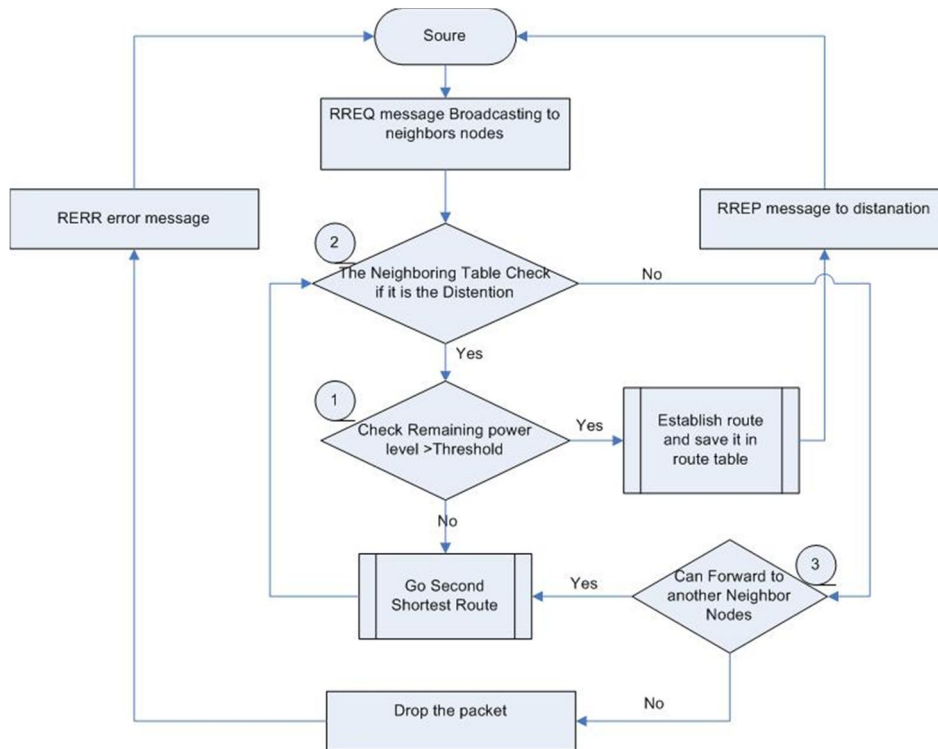 Soure
RREQ message Broadcasting to
neighbors nodes
RERR error message
RREP message to distanation
2
The Neighboring Table Check
if it is the Distention
No
Yes
1
Check Remaining power
level >Threshold
Yes
Establish route
and save it in
route table
No
Go Second
Shortest Route
Yes
3
Can Forward to
another Neighbor
Nodes
No
Drop the packet